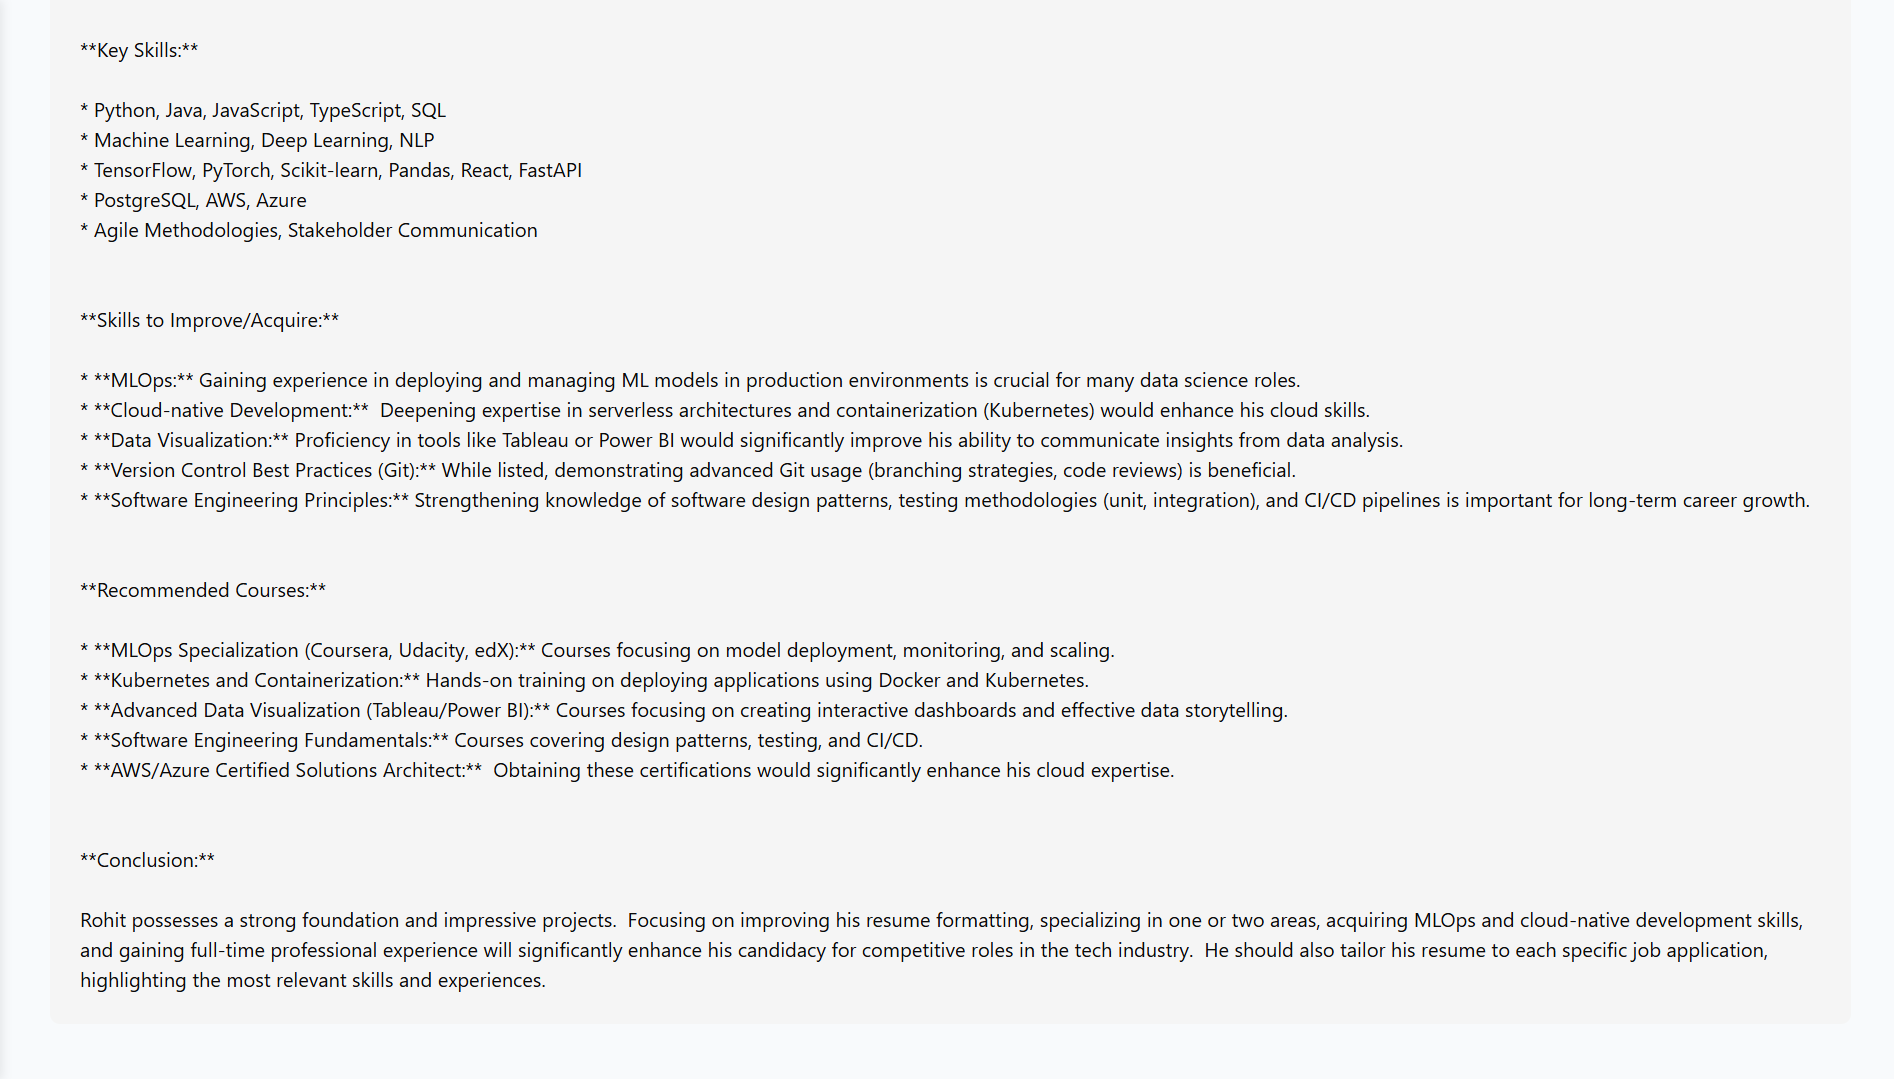 **Key Skills:**
* Python, Java, JavaScript, TypeScript, SQL
* Machine Learning, Deep Learning, NLP
* TensorFlow, PyTorch, Scikit-learn, Pandas, React, FastAPI
* PostgreSQL, AWS, Azure
* Agile Methodologies, Stakeholder Communication
**Skills to Improve/Acquire:**
* **MLOps:** Gaining experience in deploying and managing ML models in production environments is crucial for many data science roles.
* **Cloud-native Development:**  Deepening expertise in serverless architectures and containerization (Kubernetes) would enhance his cloud skills.
* **Data Visualization:** Proficiency in tools like Tableau or Power BI would significantly improve his ability to communicate insights from data analysis.
* **Version Control Best Practices (Git):** While listed, demonstrating advanced Git usage (branching strategies, code reviews) is beneficial.
* **Software Engineering Principles:** Strengthening knowledge of software design patterns, testing methodologies (unit, integration), and CI/CD pipelines is important for long-term career growth.
**Recommended Courses:**
* **MLOps Specialization (Coursera, Udacity, edX):** Courses focusing on model deployment, monitoring, and scaling.
* **Kubernetes and Containerization:** Hands-on training on deploying applications using Docker and Kubernetes.
* **Advanced Data Visualization (Tableau/Power BI):** Courses focusing on creating interactive dashboards and effective data storytelling.
* **Software Engineering Fundamentals:** Courses covering design patterns, testing, and CI/CD.
* **AWS/Azure Certified Solutions Architect:**  Obtaining these certifications would significantly enhance his cloud expertise.
**Conclusion:**
Rohit possesses a strong foundation and impressive projects.  Focusing on improving his resume formatting, specializing in one or two areas, acquiring MLOps and cloud-native development skills,
and gaining full-time professional experience will significantly enhance his candidacy for competitive roles in the tech industry.  He should also tailor his resume to each specific job application,
highlighting the most relevant skills and experiences.